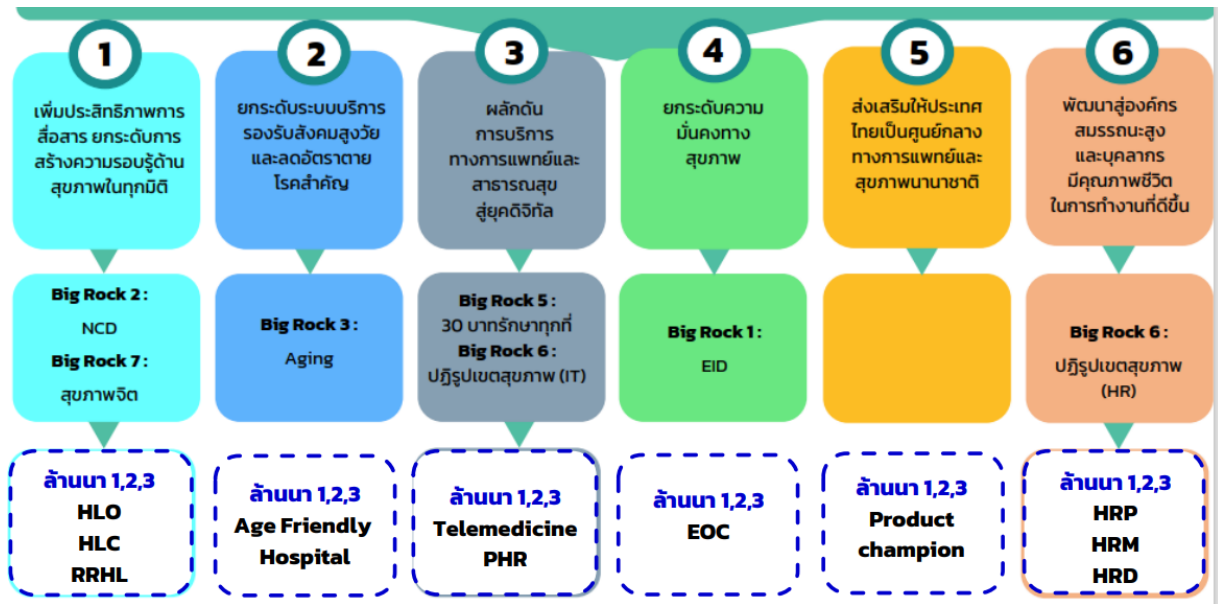 1
เพิ่มประสิทธิภาพการ
สื่อสาร ยกระดับการ
สร้างความรอบรู้ด้าน
สุขภาพในทุกมิติ
Big Rock 2 :
NCD
Big Rock 7 :
สุขภาพจิต
ล้านนา 1,2,3
HLO
HLC
RRHL
2
ยกระดับระบบบริการ
รองรับสังคมสูงวัย
และลดอัตราตาย
โรคสำคัญ
Big Rock 3 :
Aging
ล้านนา 1,2,3
Age Friendly
Hospital
3
ผลักดัน
การบริการ
ทางการแพทย์และ
สาธารณสุข
สู่ยุคดิจิทัล
Big Rock 5 :
30 บาทรักษาทุกที่
Big Rock 6 :
ปฏิรูปเขตสุขภาพ (IT)
ล้านนา 1,2,3
Telemedicine
PHR
4
ยกระดับความ
มั่นคงทาง
สุขภาพ
Big Rock 1 :
EID
ล้านนา 1,2,3
EOC
5
ส่งเสริมให้ประเทศ
ไทยเป็นศูนย์กลาง
ทางการแพทย์และ
สุขภาพนานาชาติ
ล้านนา 1,2,3
Product
champion
6
พัฒนาสู่องค์กร
สมรรถนะสูง
และบุคลากร
มีคุณภาพชีวิต
ในการทำงานที่ดีขึ้น
Big Rock 6 :
ปฏิรูปเขตสุขภาพ
(HR)
ล้านนา 1,2,3
HRP
HRM
HRD